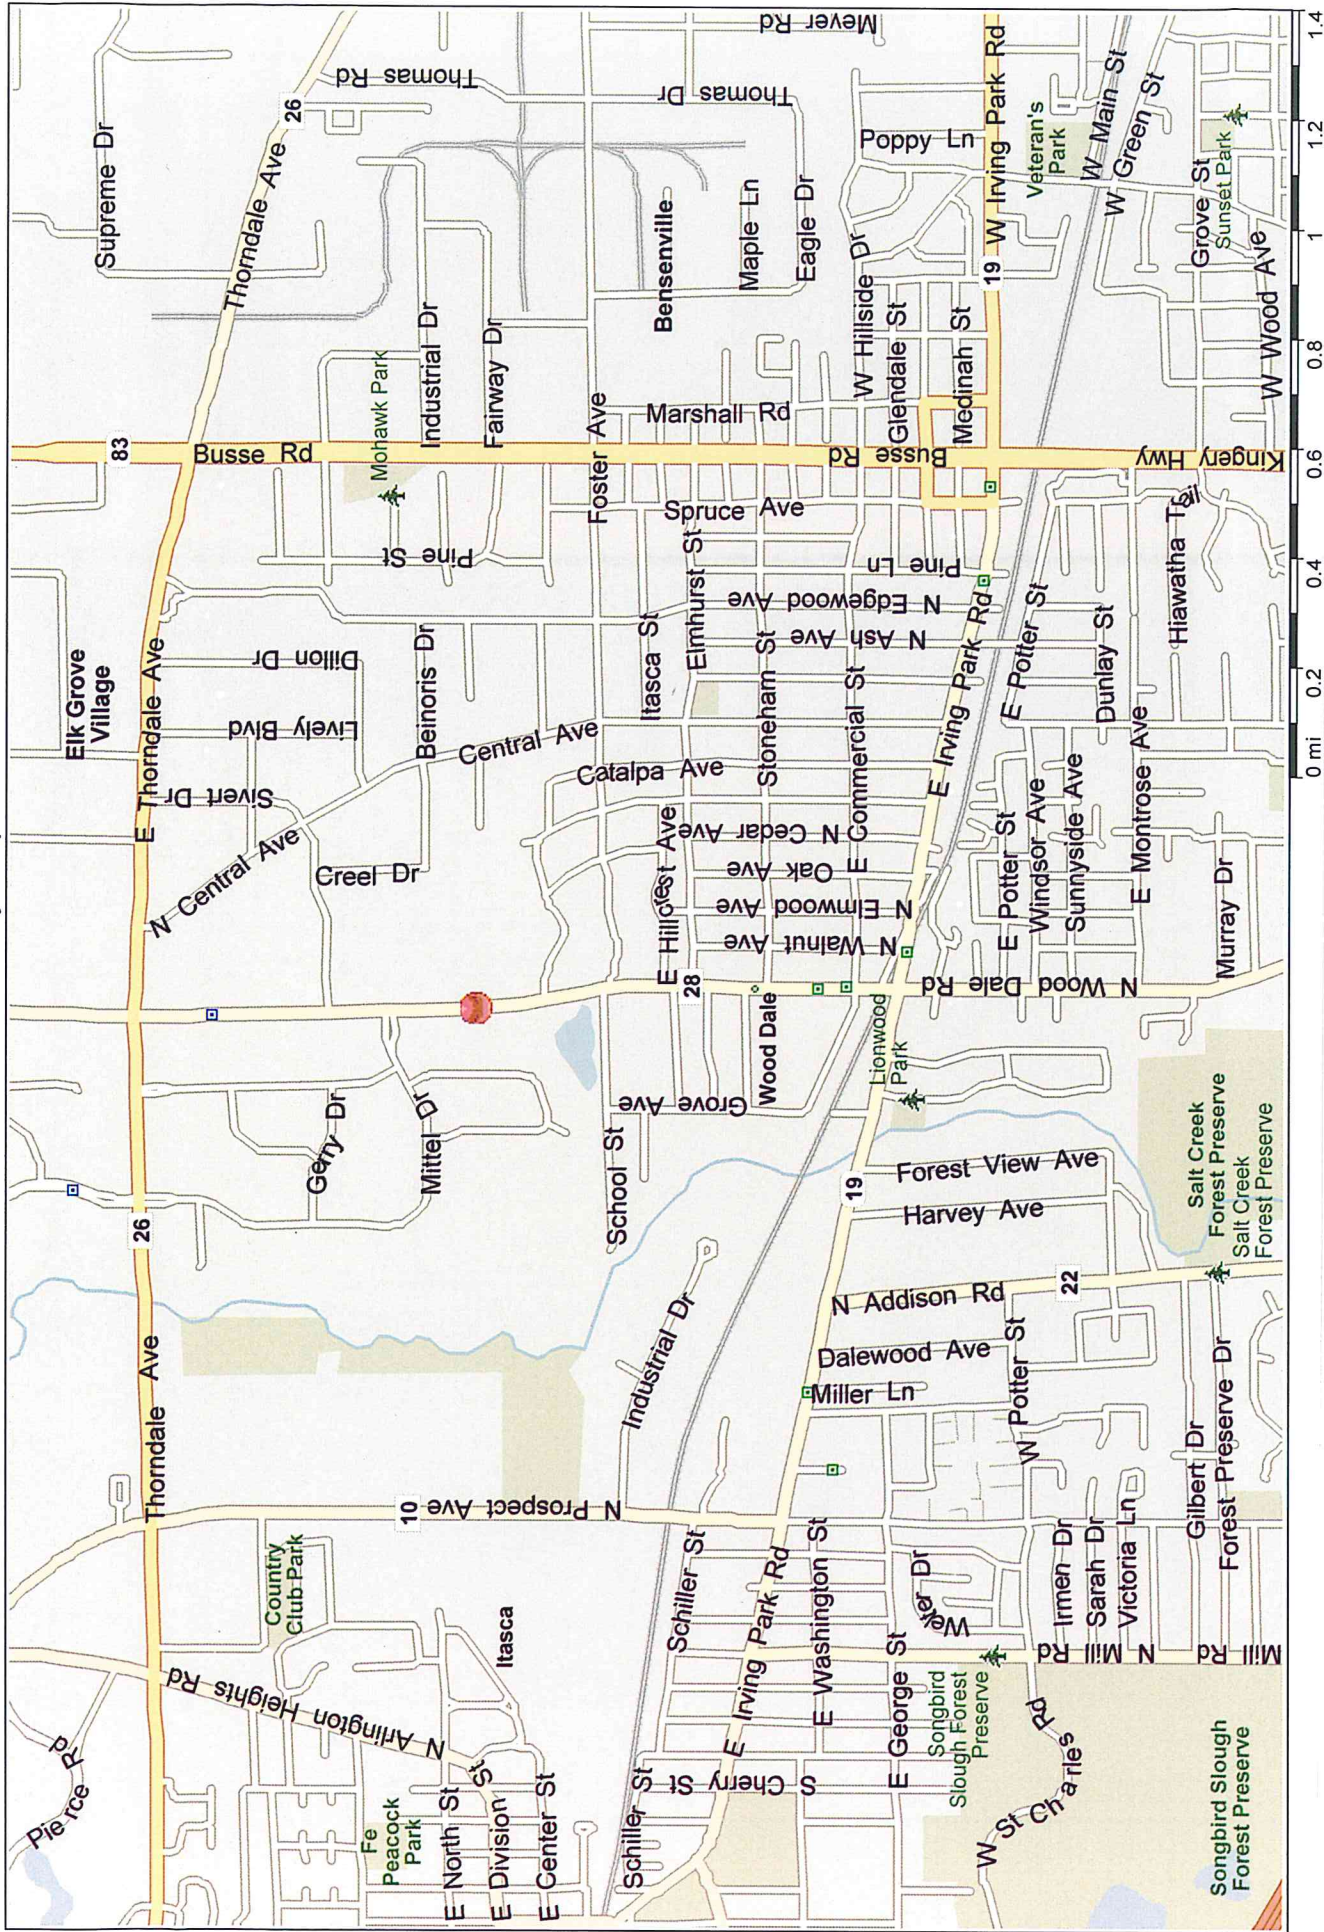 Pierce Rd
Elk Grove
Village
Supreme Dr
83
Thorndale Ave
Thorndale Ave
26
E Thorndale Ave
Thorndale Ave
26
N Arlington Heights Rd
N Central Ave
Sivert Dr
Lively Blvd
Dillon Dr
Busse Rd
Thomas Rd
Country
Club Park
Gerry Dr
Creel Dr
Mohawk Park
Fe
Peacock
Park
10
N Prospect Ave
Mittel Dr
Beinoris Dr
Pine St
Industrial Dr
E North St
E Division St
E Center St
Itasca
Central Ave
Fairway Dr
Foster Ave
School St
Schiller St
Schiller St
Industrial Dr
Grove Ave
E Hillcrest Ave
28
Catalpa Ave
Itasca St
Elmhurst St
Spruce Ave
Marshall Rd
Bensenville
Thomas Dr
Maple Ln
Eagle Dr
Meyer Rd
Wood Dale
N Walnut Ave
N Elmwood Ave
Oak Ave
N Cedar Ave
Stoneham St
E Commercial St
N Ash Ave
N Edgewood Ave
Pine Ln
Busse Rd
W Hillside Dr
Glendale St
Medinah St
Poppy Ln
S Cherry St
E Irving Park Rd
E Washington St
E George St
Welter Dr
Miller Ln
Dalewood Ave
N Addison Rd
19
Harvey Ave
Forest View Ave
Lionwood
Park
N Wood Dale Rd
E Irving Park Rd
19
W Irving Park Rd
W Irving Park Rd
Veteran's
Park
W Main St
W Green St
Songbird
Slough Forest
Preserve
W St Charles Rd
N Mill Rd
Mill Rd
Irmen Dr
Sarah Dr
Victoria Ln
W Potter St
22
E Potter St
E Potter St
Windsor Ave
Sunnyside Ave
Dunlay St
E Montrose Ave
Hiawatha Trail
Kingery Hwy
Grove St
Sunset Park
W Wood Ave
Murray Dr
Gilbert Dr
Forest Preserve Dr
Salt Creek
Forest Preserve
Salt Creek
Forest Preserve
Songbird Slough
Forest Preserve
0 mi 0.2 0.4 0.6 0.8 1 1.2 1.4